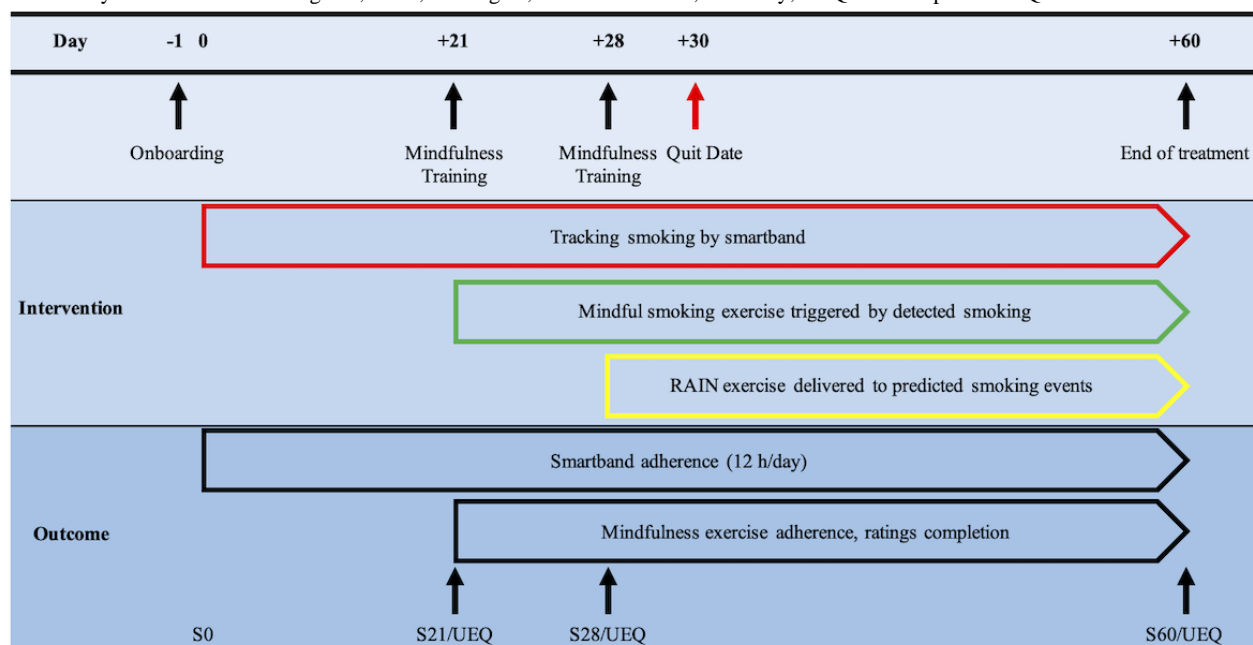 Day -1 0 +21 +28 +30 +60
Onboarding Mindfulness Mindfulness Quit Date End of treatment
Training Training
Tracking smoking by smartband
Intervention
Mindful smoking exercise triggered by detected smoking
RAIN exercise delivered to predicted smoking events
Smartband adherence (12 h/day)
Outcome
Mindfulness exercise adherence, ratings completion
S0 S21/UEQ S28/UEQ S60/UEQ